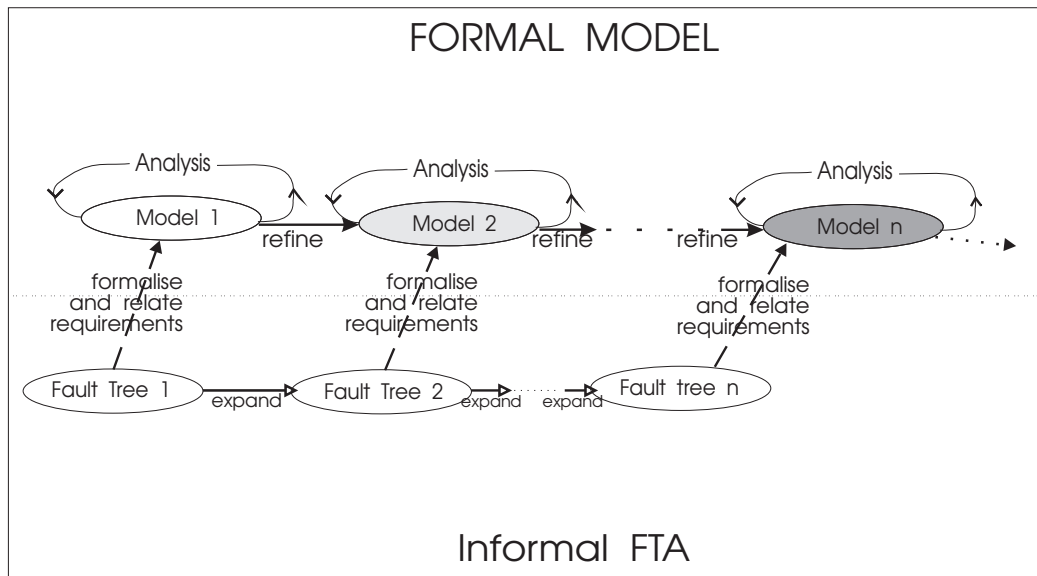 FORMAL MODEL
Analysis
Analysis
Analysis
Model 1
Model 2
Model n
refine
refine
refine
formalise
and relate
requirements
formalise
and relate
requirements
formalise
and relate
requirements
Fault Tree 1
Fault Tree 2
Fault tree n
expand
expand
expand
Informal FTA